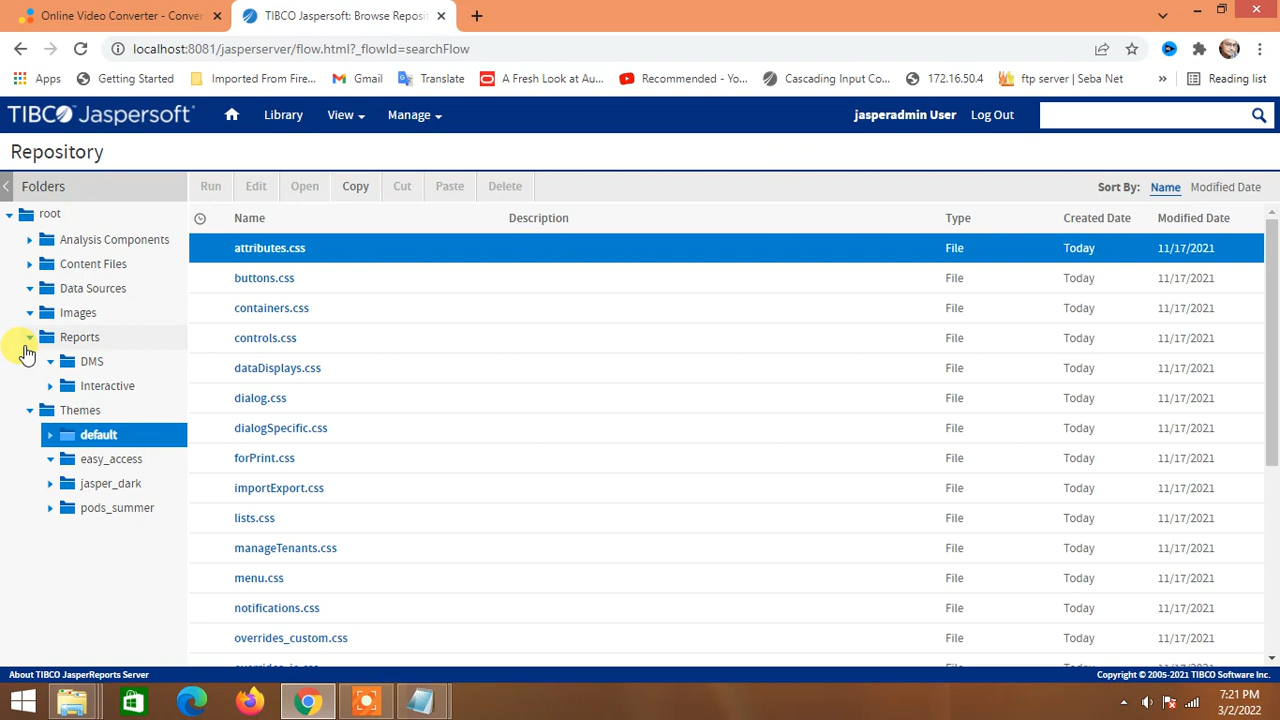 Online Video Converter - Conver
TIBCO Jaspersoft: Browse Reposit
localhost:8081/jasperserver/flow.html?_flowId=searchFlow
Apps
Getting Started
Imported From Fire...
Gmail
Translate
A Fresh Look at Au...
Recommended - Yo...
Cascading Input Co...
172.16.50.4
ftp server | Seba Net
»
Reading list
TIBCO Jaspersoft
Library
View
Manage
jasperadmin User
Log Out
Repository
Folders
Run
Edit
Open
Copy
Cut
Paste
Delete
Sort By:
Name
Modified Date
root
Analysis Components
Content Files
Data Sources
Images
Reports
DMS
Interactive
Themes
default
easy_access
jasper_dark
pods_summer
Name Description Type Created Date Modified Date
attributes.css File Today 11/17/2021
buttons.css File Today 11/17/2021
containers.css File Today 11/17/2021
controls.css File Today 11/17/2021
dataDisplays.css File Today 11/17/2021
dialog.css File Today 11/17/2021
dialogSpecific.css File Today 11/17/2021
forPrint.css File Today 11/17/2021
importExport.css File Today 11/17/2021
lists.css File Today 11/17/2021
manageTenants.css File Today 11/17/2021
menu.css File Today 11/17/2021
notifications.css File Today 11/17/2021
overrides_custom.css File Today 11/17/2021
About TIBCO JasperReports Server
Copyright © 2005-2021 TIBCO Software Inc.
7:21 PM
3/2/2022